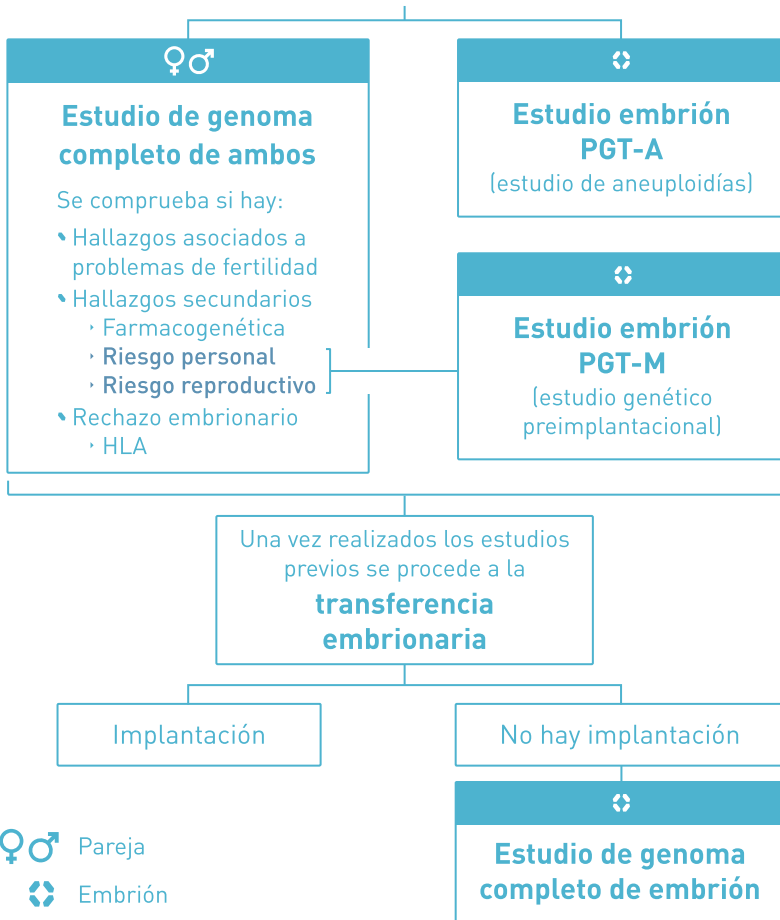 Estudio de genoma
completo de ambos
Se comprueba si hay:
Hallazgos asociados a
problemas de fertilidad
Hallazgos secundarios
Farmacogenética
Riesgo personal
Riesgo reproductivo
Rechazo embrionario
HLA
Estudio embrión
PGT-A
(estudio de aneuploidías)
Estudio embrión
PGT-M
(estudio genético
preimplantacional)
Una vez realizados los estudios
previos se procede a la
transferencia
embrionaria
Implantación
No hay implantación
Estudio de genoma
completo de embrión
Pareja
Embrión